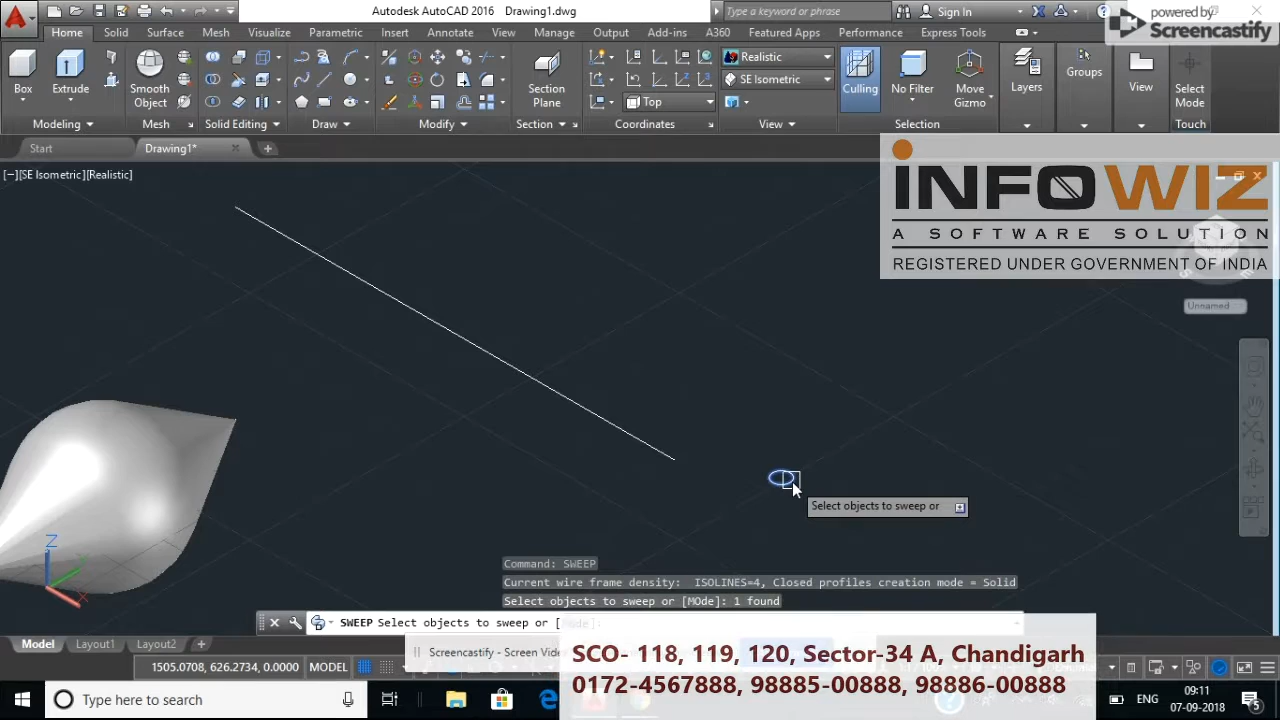 Autodesk AutoCAD 2016 Drawing1.dwg
Type a keyword or phrase
Sign In
powered by
Screencastify
Home Solid Surface Mesh Visualize Parametric Insert Annotate View Manage Output Add-ins A360 Featured Apps Performance Express Tools
Realistic
SE Isometric
Top
Box
Extrude
Smooth
Object
Section
Plane
Culling
No Filter
Move
Gizmo
Layers
Groups
View
Select
Mode
Modeling
Mesh
Solid Editing
Draw
Modify
Section
Coordinates
View
Selection
Touch
Start
Drawing1*
[−][SE Isometric][Realistic]
INFOWIZ
A SOFTWARE SOLUTION
REGISTERED UNDER GOVERNMENT OF INDIA
Unnamed
Select objects to sweep or
Z
Command: SWEEP
Current wire frame density: ISOLINES=4, Closed profiles creation mode = Solid
Select objects to sweep or [MOde]: 1 found
SWEEP Select objects to sweep or [MOde]:
Model Layout1 Layout2
Screencastify - Screen Vide
1505.0708, 626.2734, 0.0000 MODEL
SCO- 118, 119, 120, Sector-34 A, Chandigarh
0172-4567888, 98885-00888, 98886-00888
Type here to search
ENG
09:11
07-09-2018
5